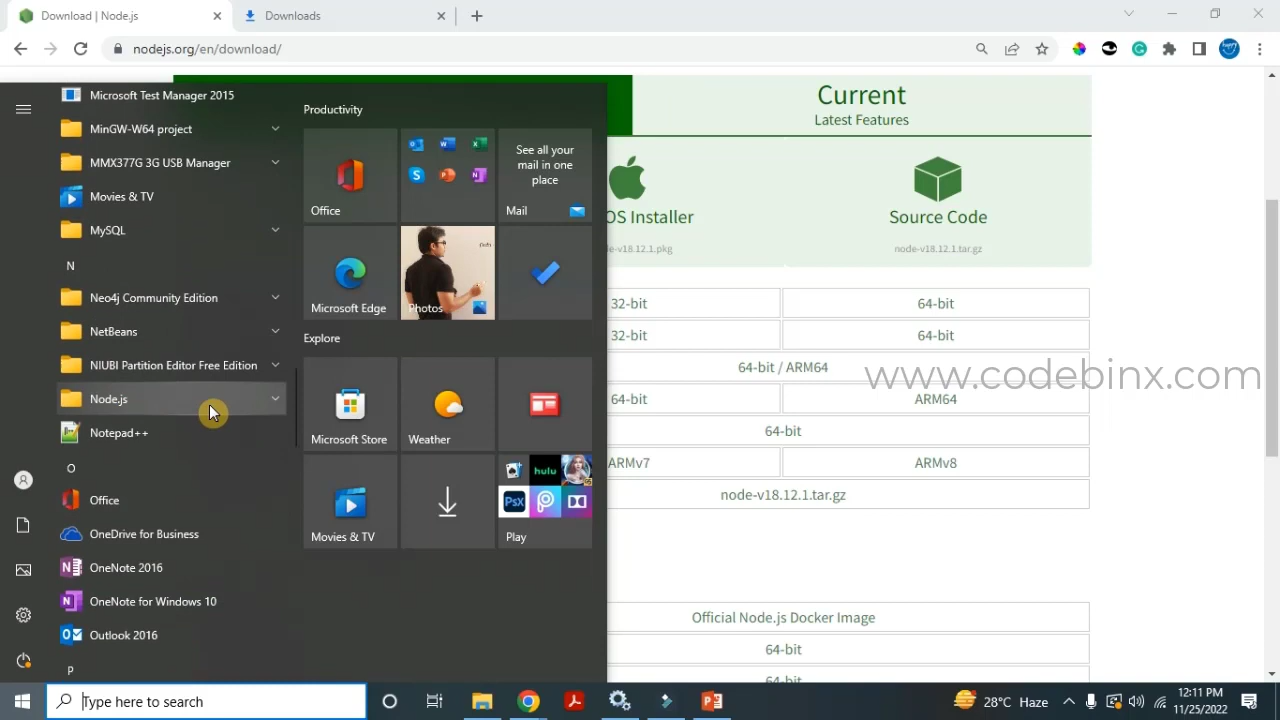 Download | Node.js
Downloads
nodejs.org/en/download/
Current
Latest Features
OS Installer
Source Code
e-v18.12.1.pkg
node-v18.12.1.tar.gz
32-bit
64-bit
32-bit
64-bit
64-bit / ARM64
64-bit
ARM64
64-bit
ARMv7
ARMv8
node-v18.12.1.tar.gz
Official Node.js Docker Image
64-bit
64-bit
www.codebinx.com
Microsoft Test Manager 2015
MinGW-W64 project
MMX377G 3G USB Manager
Movies & TV
MySQL
N
Neo4j Community Edition
NetBeans
NIUBI Partition Editor Free Edition
Node.js
Notepad++
O
Office
OneDrive for Business
OneNote 2016
OneNote for Windows 10
Outlook 2016
P
Productivity
Office
See all your
mail in one
place
Mail
Microsoft Edge
Photos
Explore
Microsoft Store
Weather
Movies & TV
hulu
PsX
Play
Type here to search
28°C Haze
12:11 PM
11/25/2022